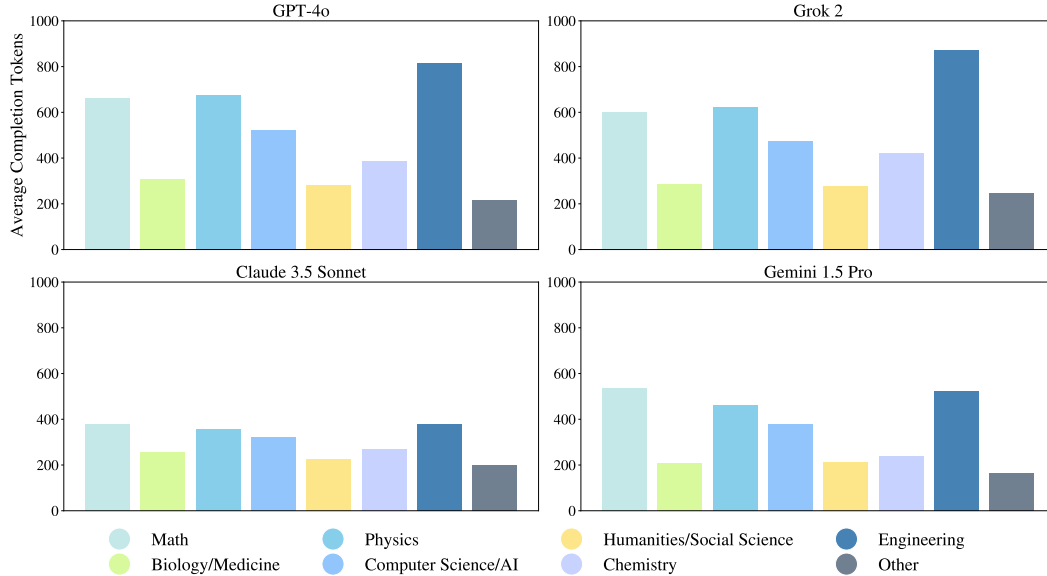 GPT-4o
Grok 2
Average Completion Tokens
1000
800
600
400
200
0
1000
800
600
400
200
0
Claude 3.5 Sonnet
Gemini 1.5 Pro
1000
800
600
400
200
0
1000
800
600
400
200
0
Math
Physics
Humanities/Social Science
Engineering
Biology/Medicine
Computer Science/AI
Chemistry
Other